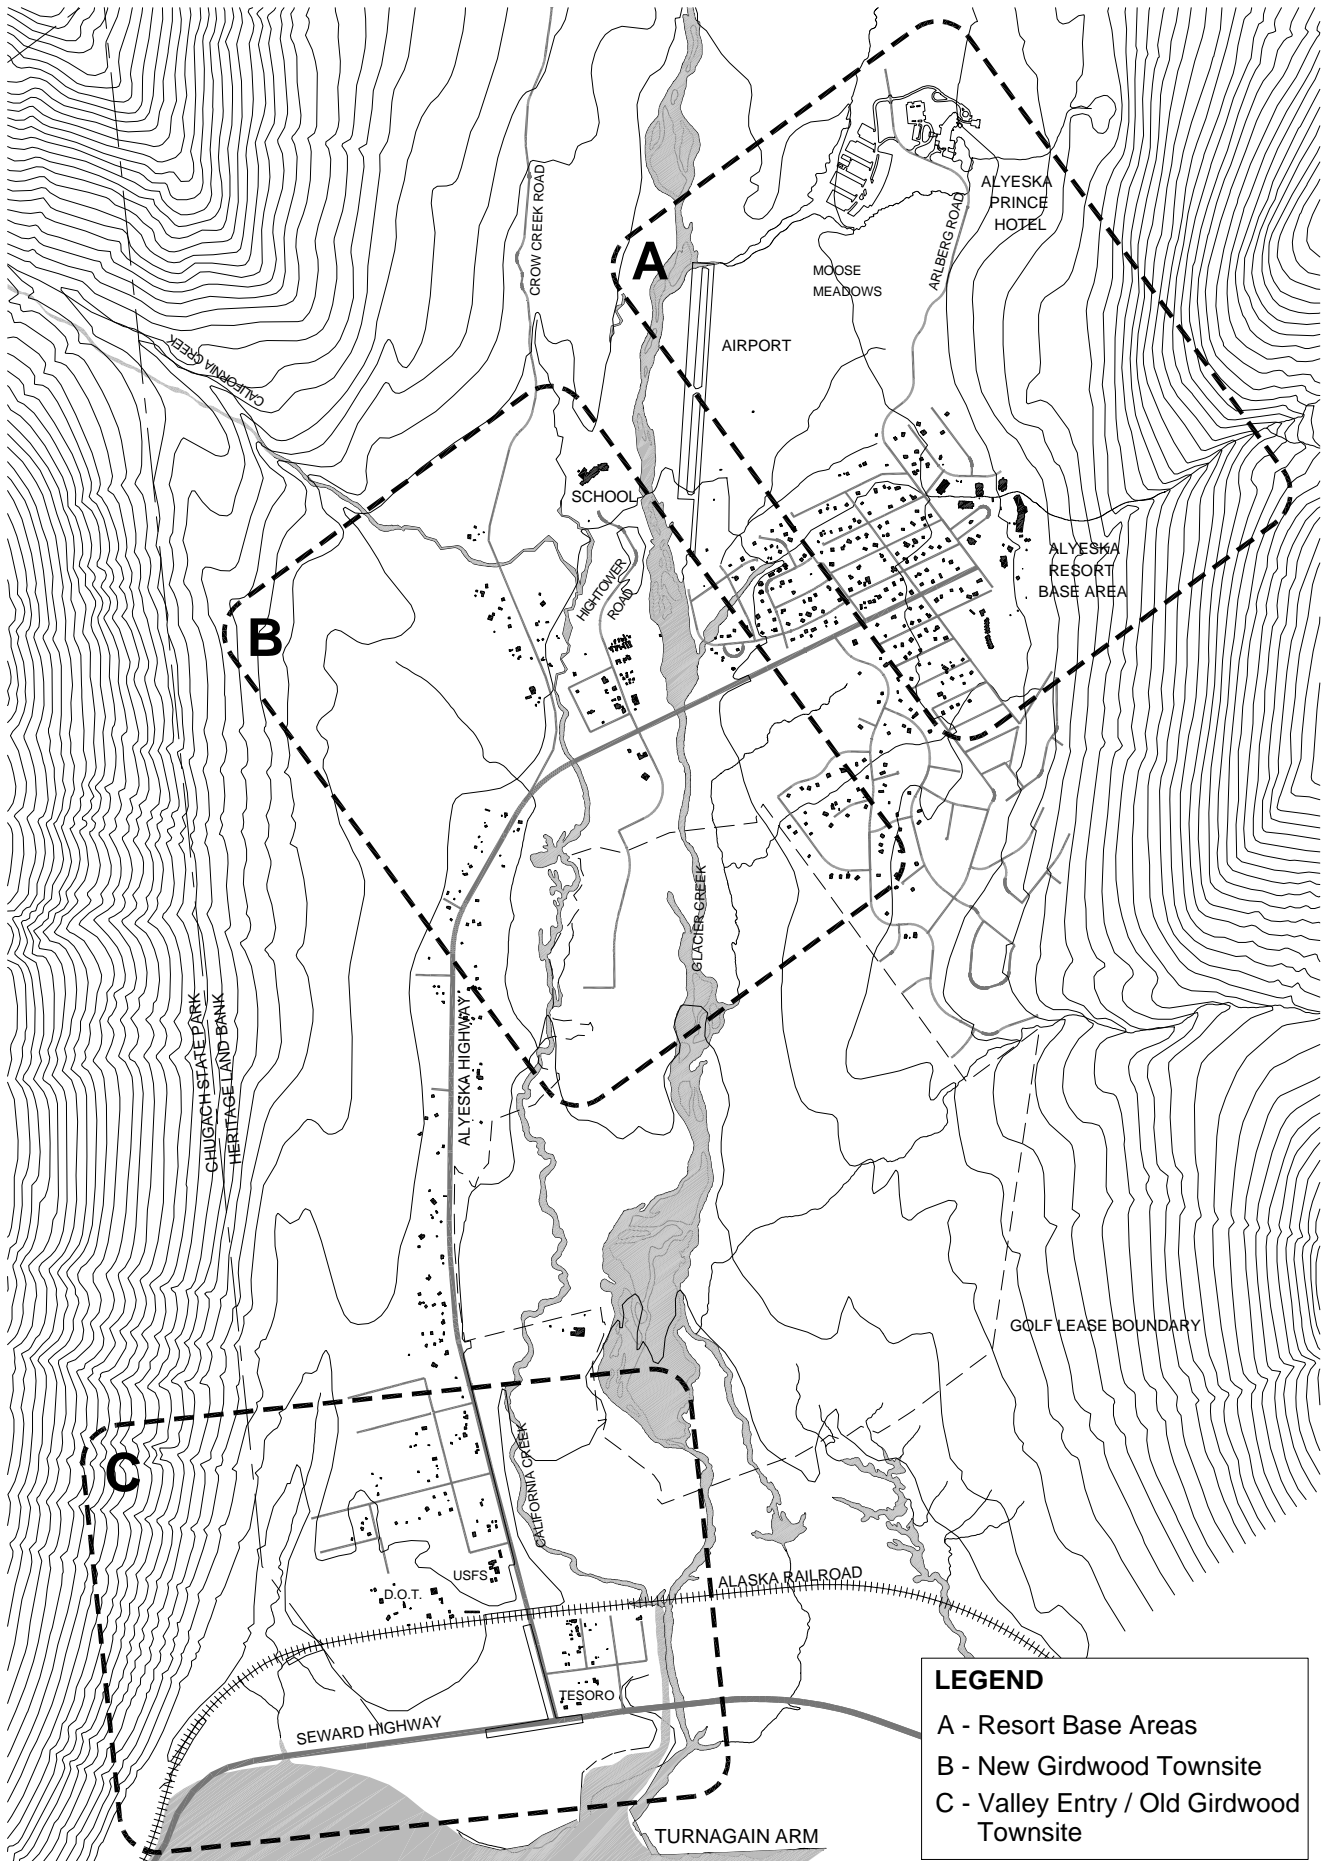 CROW CREEK ROAD
ALYESKA
PRINCE
HOTEL
ARLBERG ROAD
A
MOOSE
MEADOWS
AIRPORT
CALIFORNIA CREEK
SCHOOL
HIGHTOWER
ROAD
ALYESKA
RESORT
BASE AREA
B
GLACIER CREEK
CHUGACH STATE PARK
HERITAGE LAND BANK
ALYESKA HIGHWAY
GOLF LEASE BOUNDARY
C
CALIFORNIA CREEK
USFS
D.O.T.
ALASKA RAILROAD
TESORO
SEWARD HIGHWAY
TURNAGAIN ARM
LEGEND
A - Resort Base Areas
B - New Girdwood Townsite
C - Valley Entry / Old Girdwood
Townsite